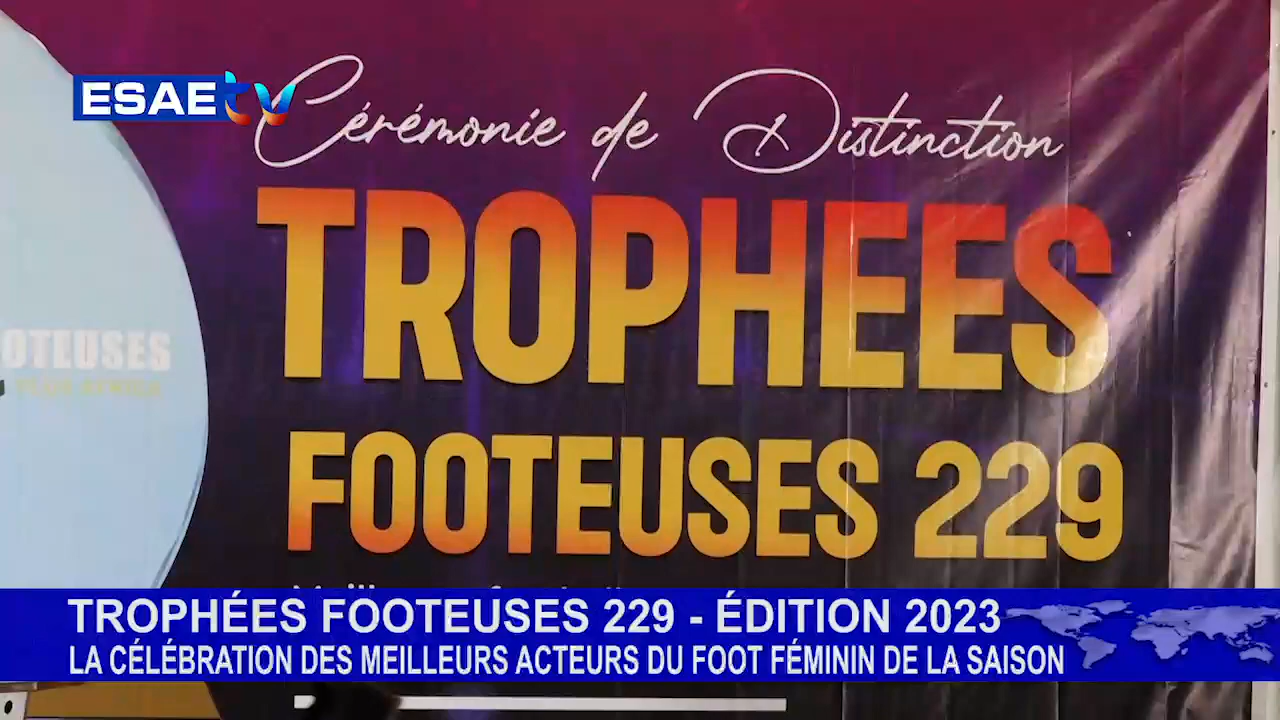 ESAE tv
Cérémonie de Distinction
TROPHEES
OTEUSES
FOOTEUSES 229
TROPHÉES FOOTEUSES 229 - ÉDITION 2023
LA CÉLÉBRATION DES MEILLEURS ACTEURS DU FOOT FÉMININ DE LA SAISON